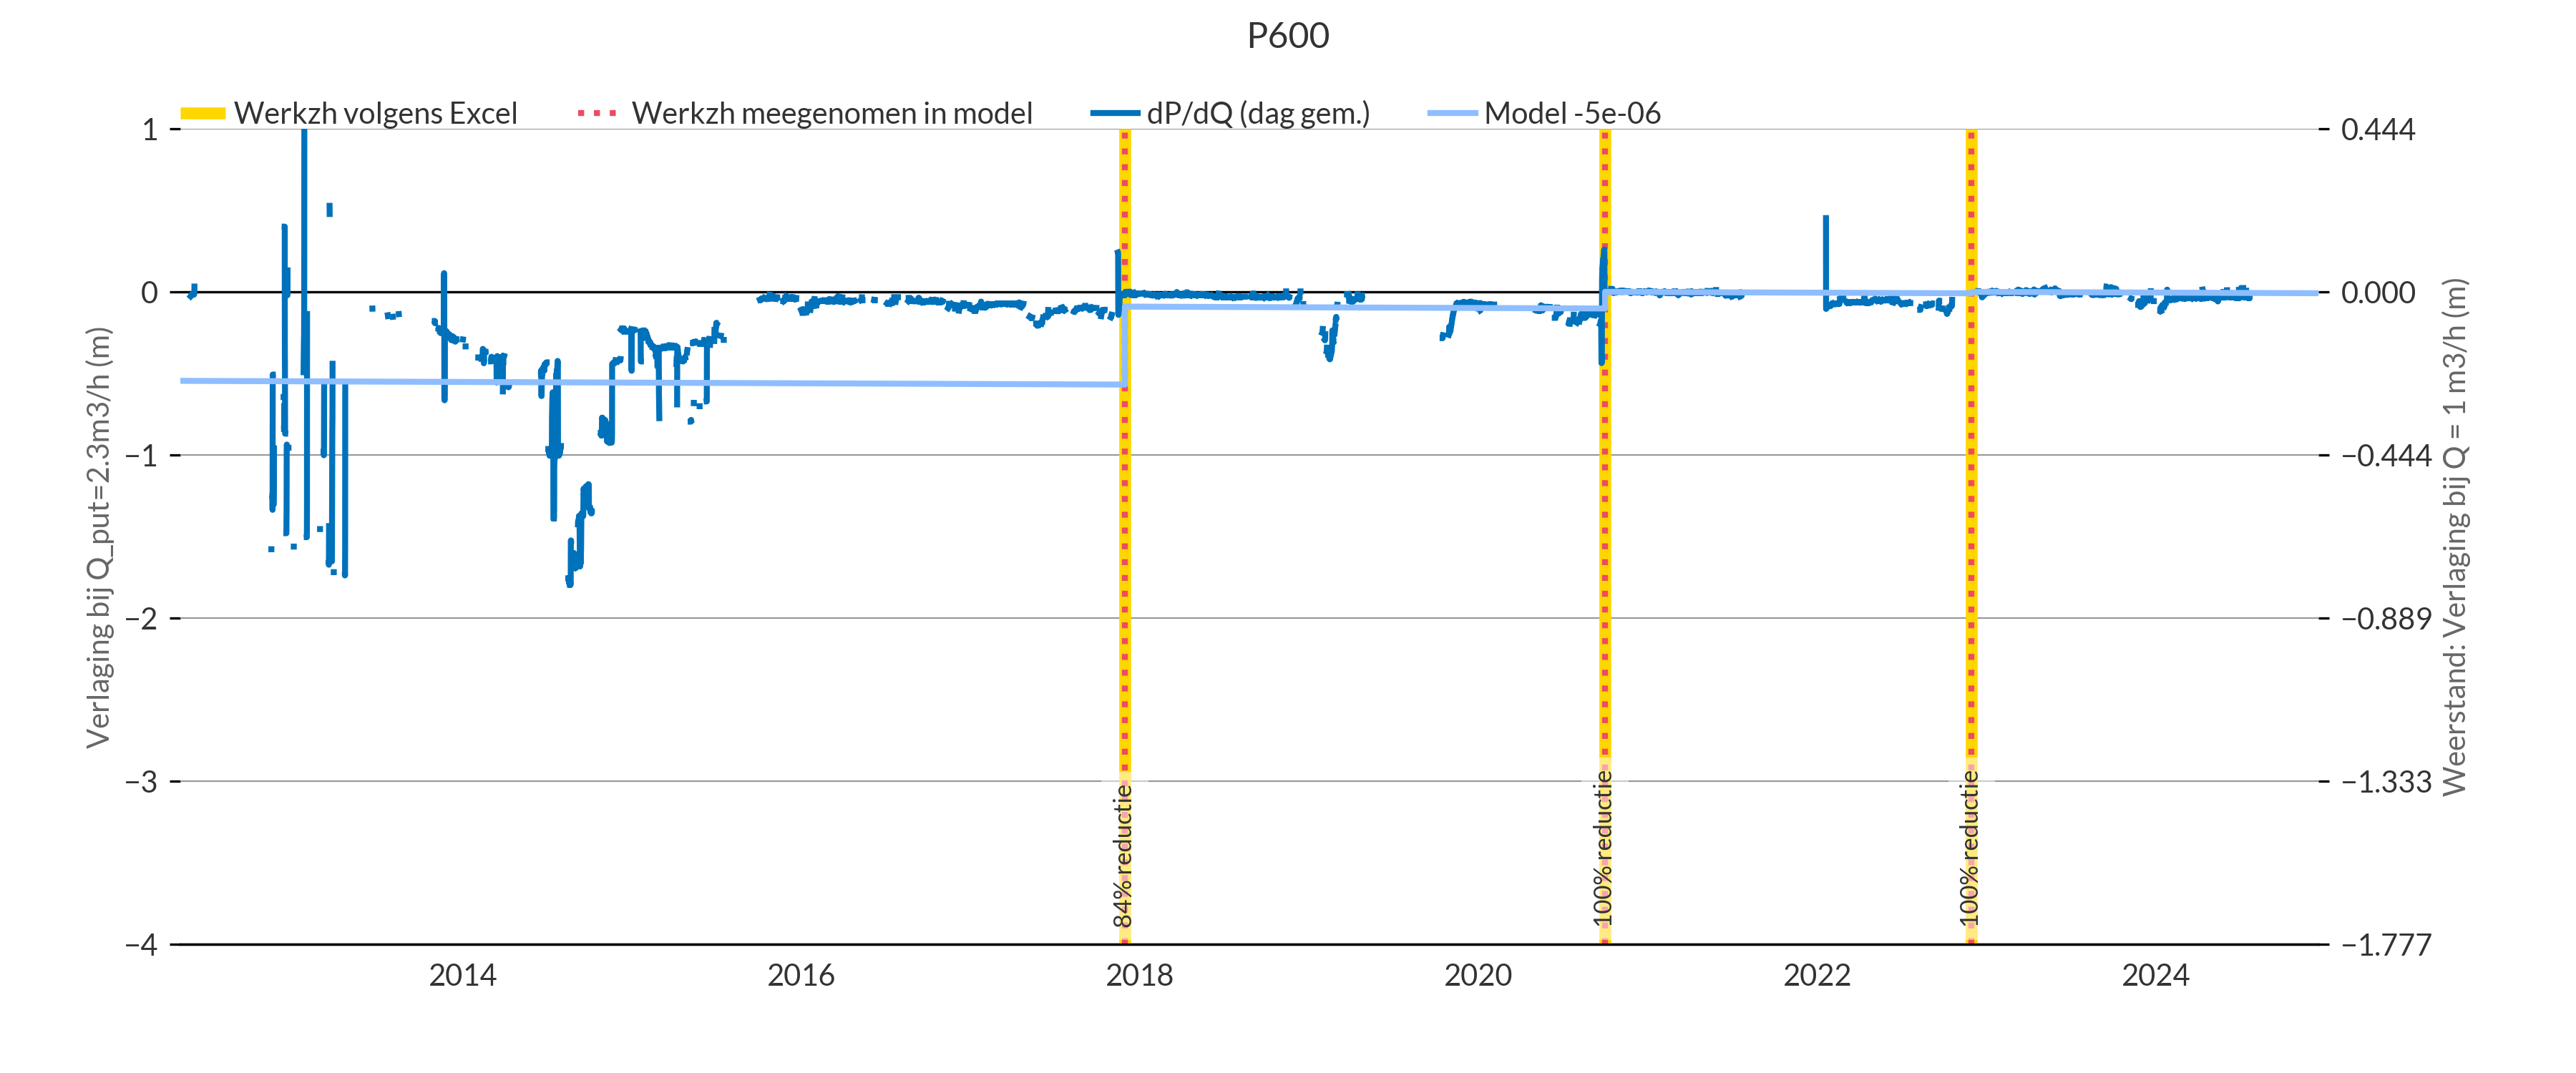 P600
Werkzh volgens Excel
Werkzh meegenomen in model
dP/dQ (dag gem.)
Model -5e-06
1
0
−1
−2
−3
−4
Verlaging bij Q_put=2.3m3/h (m)
0.444
0.000
−0.444
−0.889
−1.333
−1.777
Weerstand: Verlaging bij Q = 1 m3/h (m)
84% reductie
100% reductie
100% reductie
2014
2016
2018
2020
2022
2024